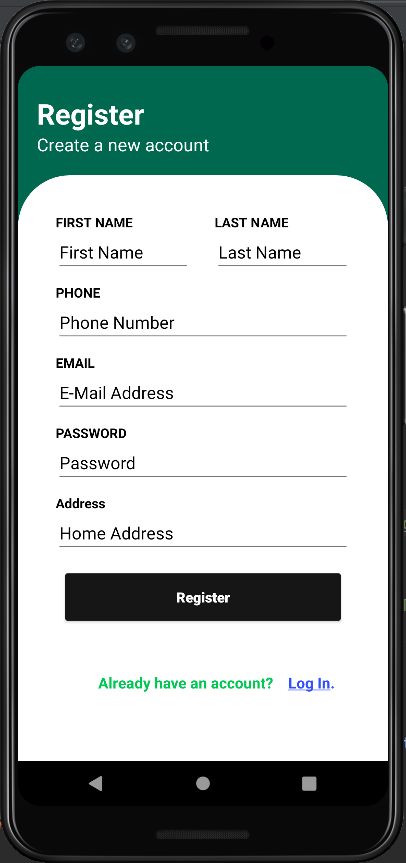 Register
Create a new account
FIRST NAME LAST NAME
First Name Last Name
PHONE
Phone Number
EMAIL
E-Mail Address
PASSWORD
Password
Address
Home Address
Register
Already have an account? Log In.